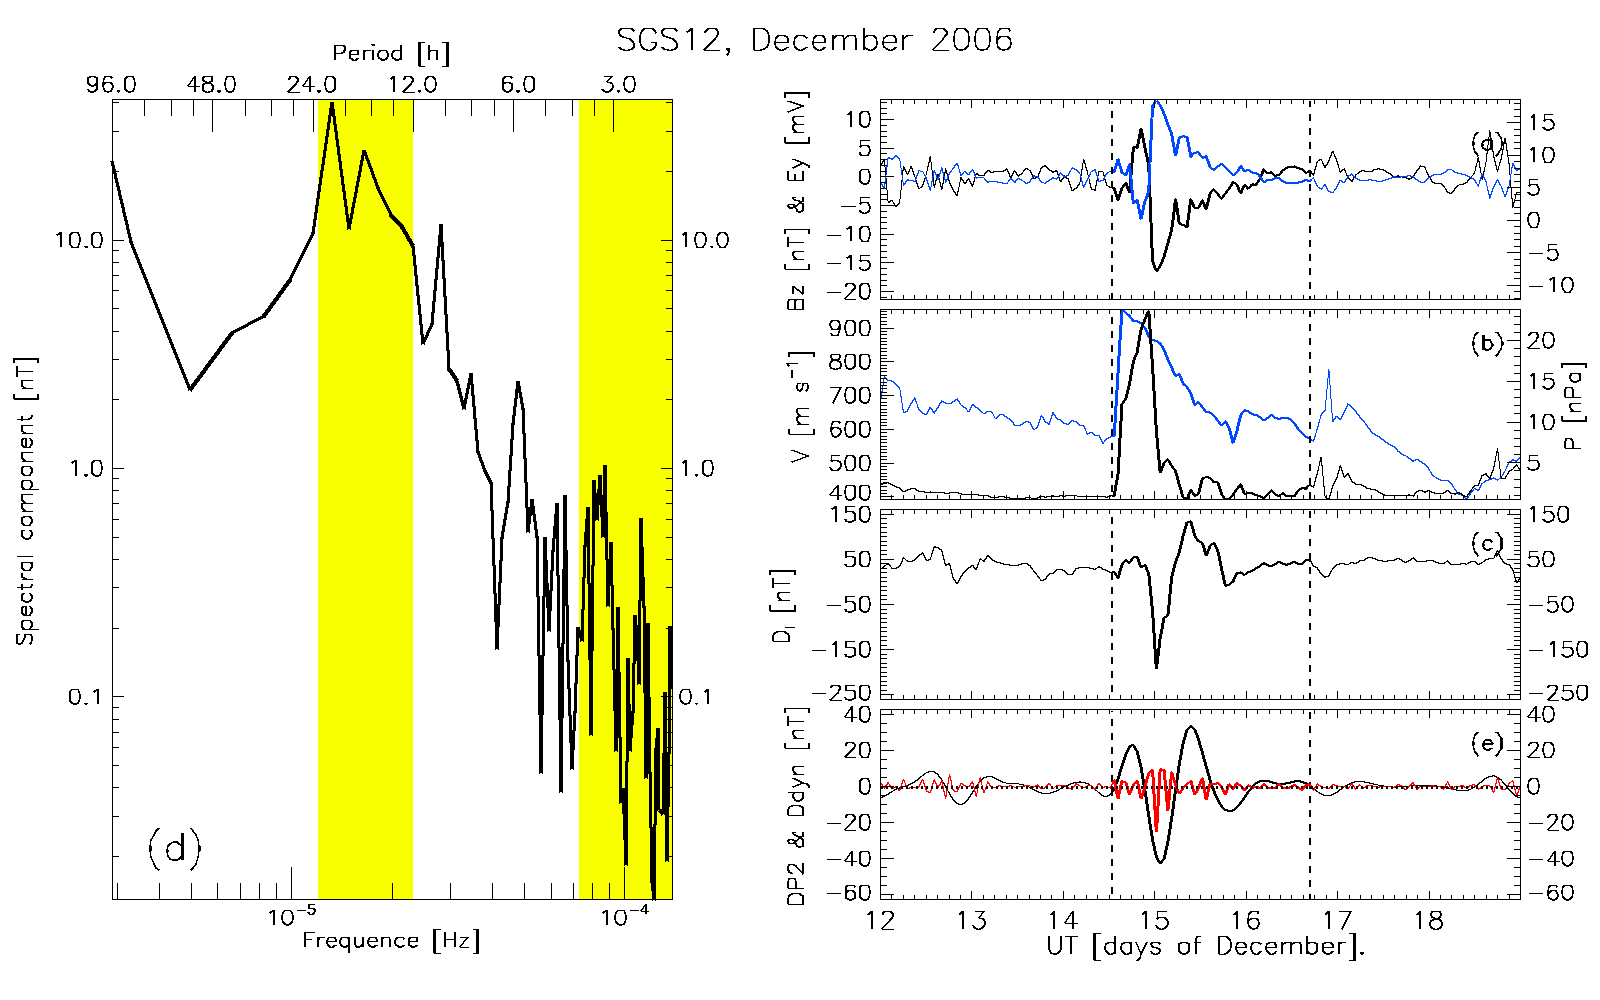 SGS12, December 2006
Period [h]
96.0 48.0 24.0 12.0 6.0 3.0
10.0 10.0
1.0 1.0
0.1 0.1
Spectral component [nT]
(d)
10⁻⁵ 10⁻⁴
Frequence [Hz]
Bz [nT] & Ey [mV]
10 5 0 −5 −10 −15 −20
(a)
15 10 5 0 −5 −10
V [m s⁻¹]
900 800 700 600 500 400
(b)
20 15 10 5
P [nPa]
D_I [nT]
150 50 −50 −150 −250
(c)
150 50 −50 −150 −250
DP2 & Ddyn [nT]
40 20 0 −20 −40 −60
(e)
40 20 0 −20 −40 −60
12 13 14 15 16 17 18
UT [days of December].